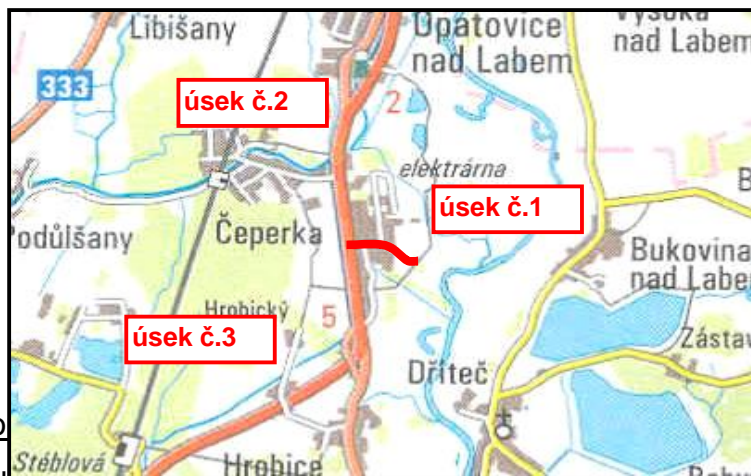 Libišany
Opatovice
nad Labem
Vysoká
nad Labem
333
úsek č.2
2
elektrárna
úsek č.1
Čeperka
Podůlšany
Bukovina
nad Labem
Hrobický
5
úsek č.3
Dříteč
Stéblová
Hrobice